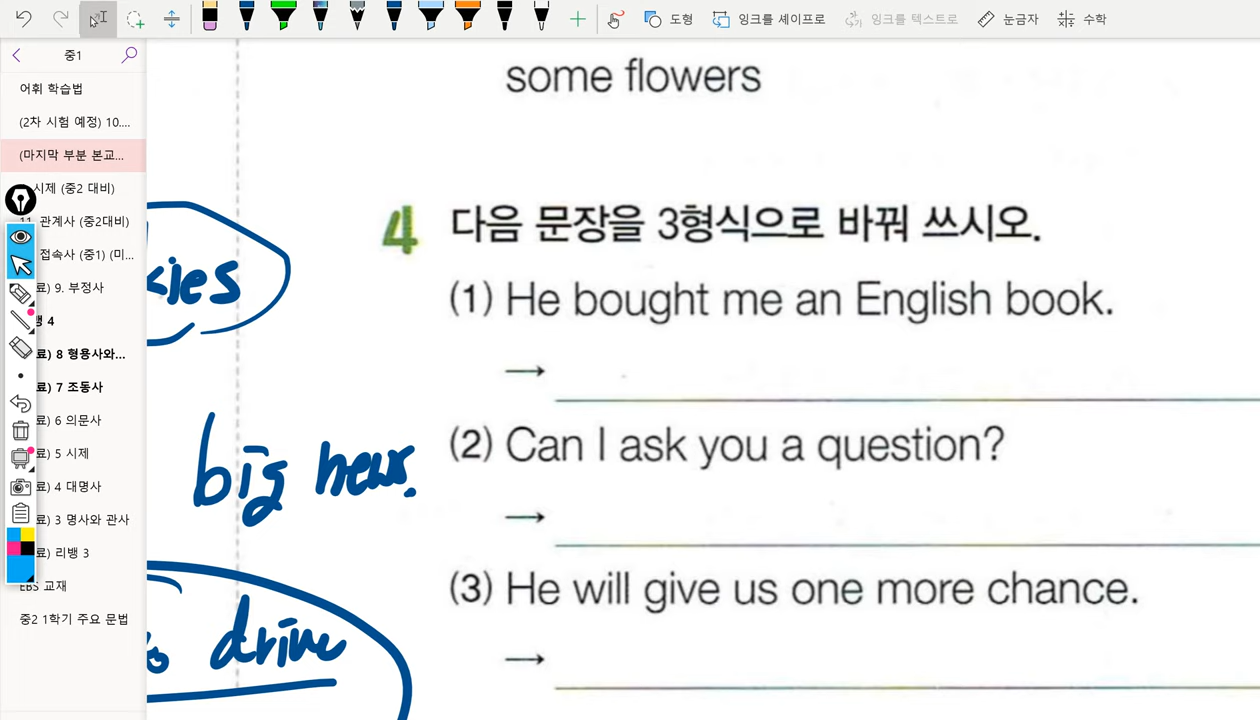 도형
잉크를 셰이프로
잉크를 텍스트로
눈금자
수학
중1
어휘 학습법
(2차 시험 예정) 10....
(마지막 부분 본교...
시제 (중2 대비)
11. 관계사 (중2대비)
접속사 (중1) (미...
료) 9. 부정사
뱅 4
료) 8 형용사와...
료) 7 조동사
료) 6 의문사
료) 5 시제
료) 4 대명사
료) 3 명사와 관사
료) 리뱅 3
EBS 교재
중2 1학기 주요 문법
some flowers
4 다음 문장을 3형식으로 바꿔 쓰시오.
(1) He bought me an English book.
→
(2) Can I ask you a question?
→
(3) He will give us one more chance.
→
kies
big news.
drive